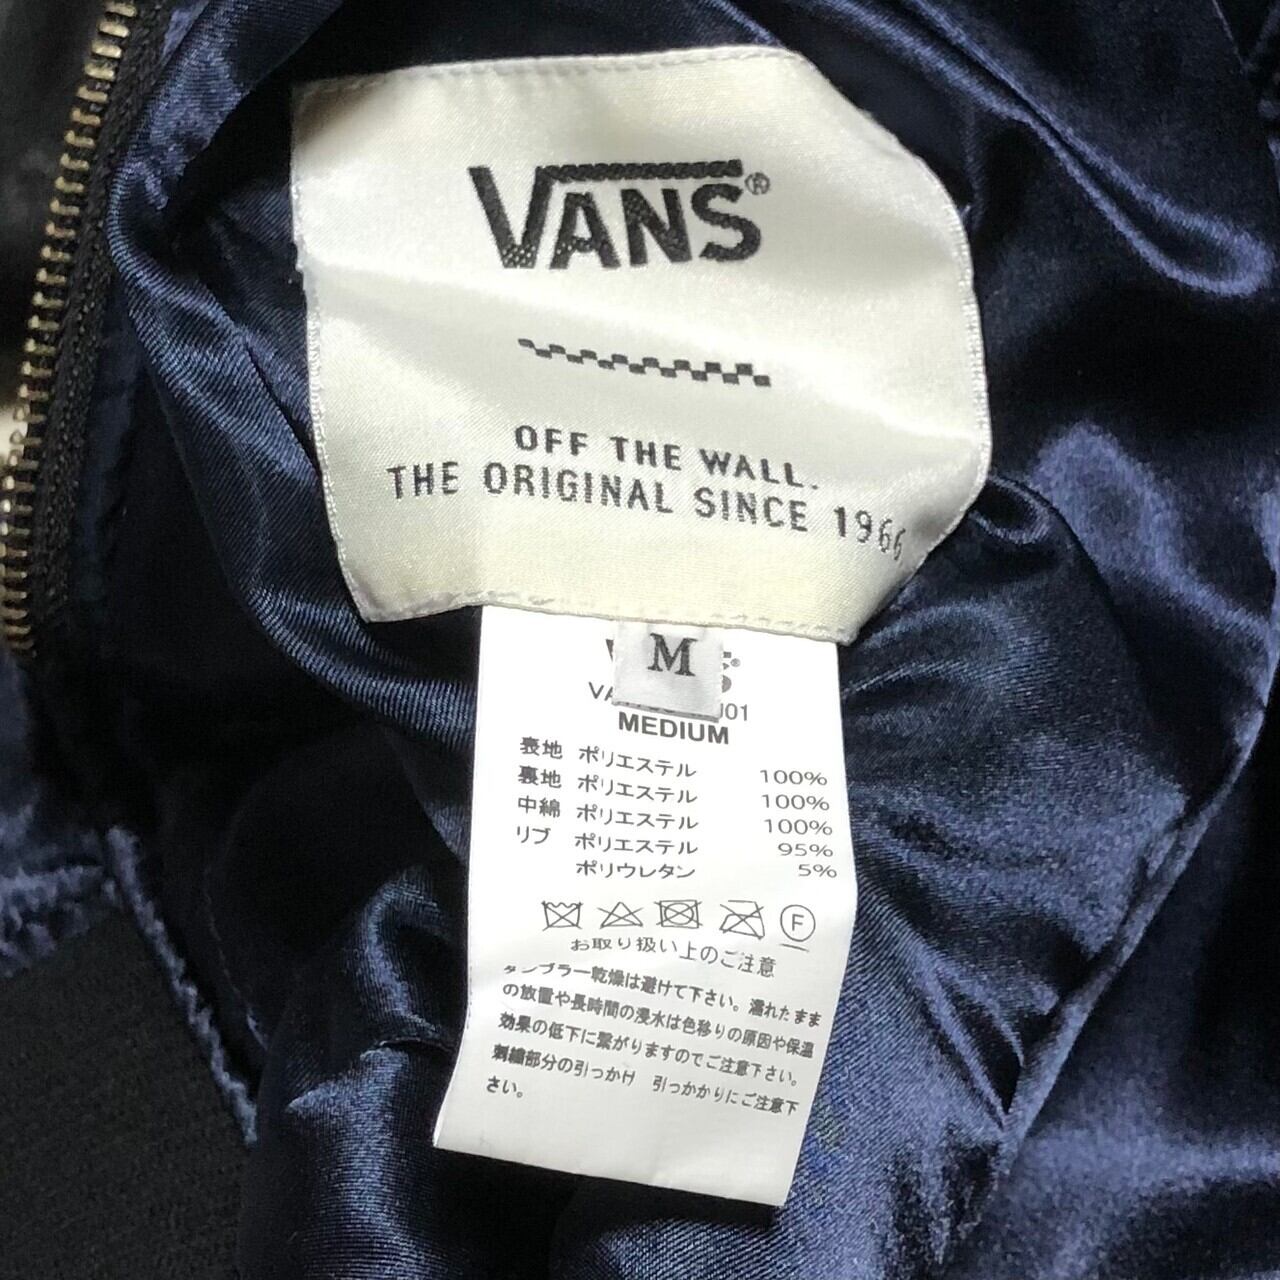 VANS®
OFF THE WALL.
THE ORIGINAL SINCE 1966
M
MEDIUM
表地 ポリエステル 100%
裏地 ポリエステル 100%
中綿 ポリエステル 100%
リブ ポリエステル 95%
ポリウレタン 5%
F
お取り扱い上のご注意
タンブラー乾燥は避けて下さい。濡れたまま
の放置や長時間の浸水は色移りの原因や保温
効果の低下に繋がりますのでご注意下さい。
刺繍部分の引っかけ 引っかかりにご注意下
さい。